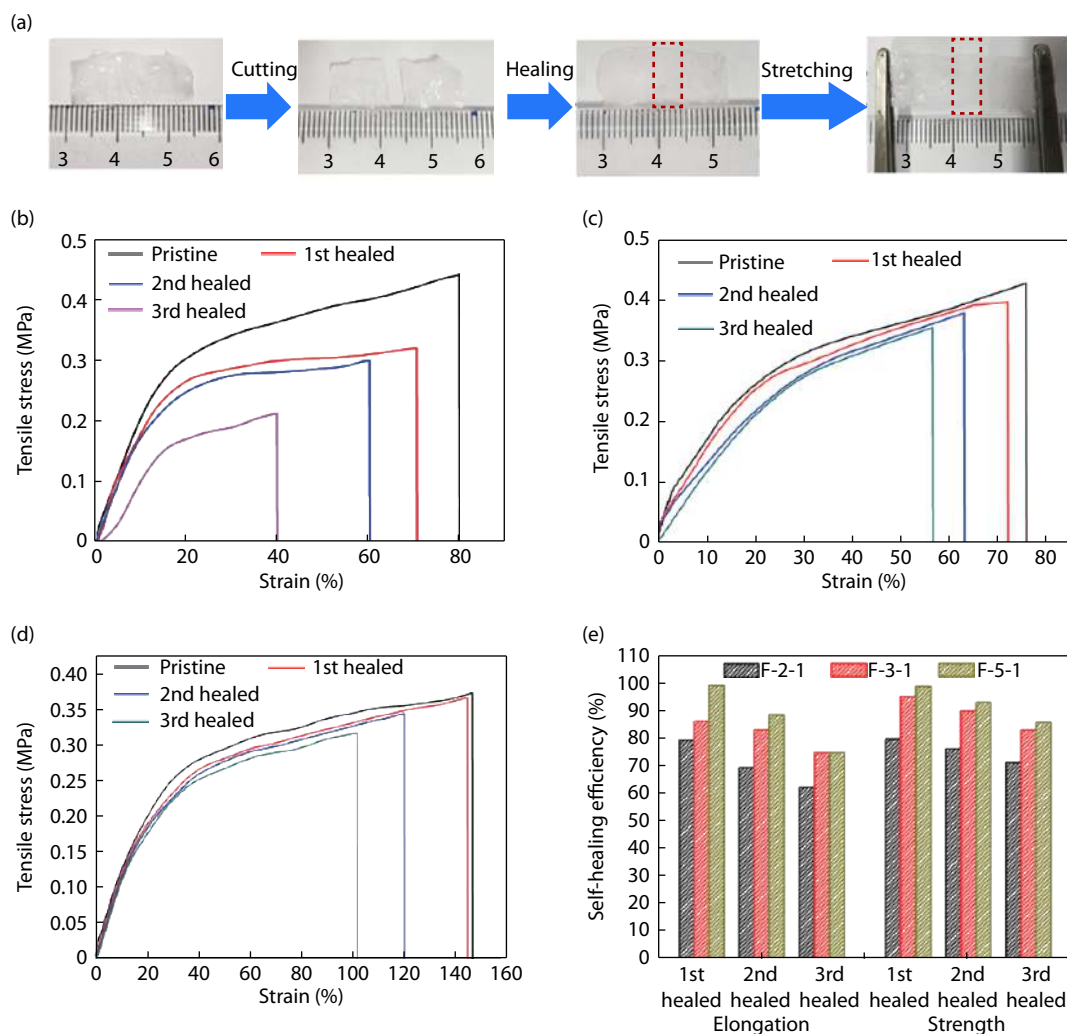 (a)
Cutting
Healing
Stretching
3 4 5 6
3 4 5 6
3 4 5
3 4 5
(b)
0.5
0.4
0.3
0.2
0.1
0
Tensile stress (MPa)
Pristine
1st healed
2nd healed
3rd healed
0 20 40 60 80
Strain (%)
(c)
0.5
0.4
0.3
0.2
0.1
0
Tensile stress (MPa)
Pristine
1st healed
2nd healed
3rd healed
0 10 20 30 40 50 60 70 80
Strain (%)
(d)
0.40
0.35
0.30
0.25
0.20
0.15
0.10
0.05
0
Tensile stress (MPa)
Pristine
1st healed
2nd healed
3rd healed
0 20 40 60 80 100 120 140 160
Strain (%)
(e)
110
100
90
80
70
60
50
40
30
20
10
0
Self-healing efficiency (%)
F-2-1 F-3-1 F-5-1
1st 2nd 3rd 1st 2nd 3rd
healed healed healed healed healed healed
Elongation Strength